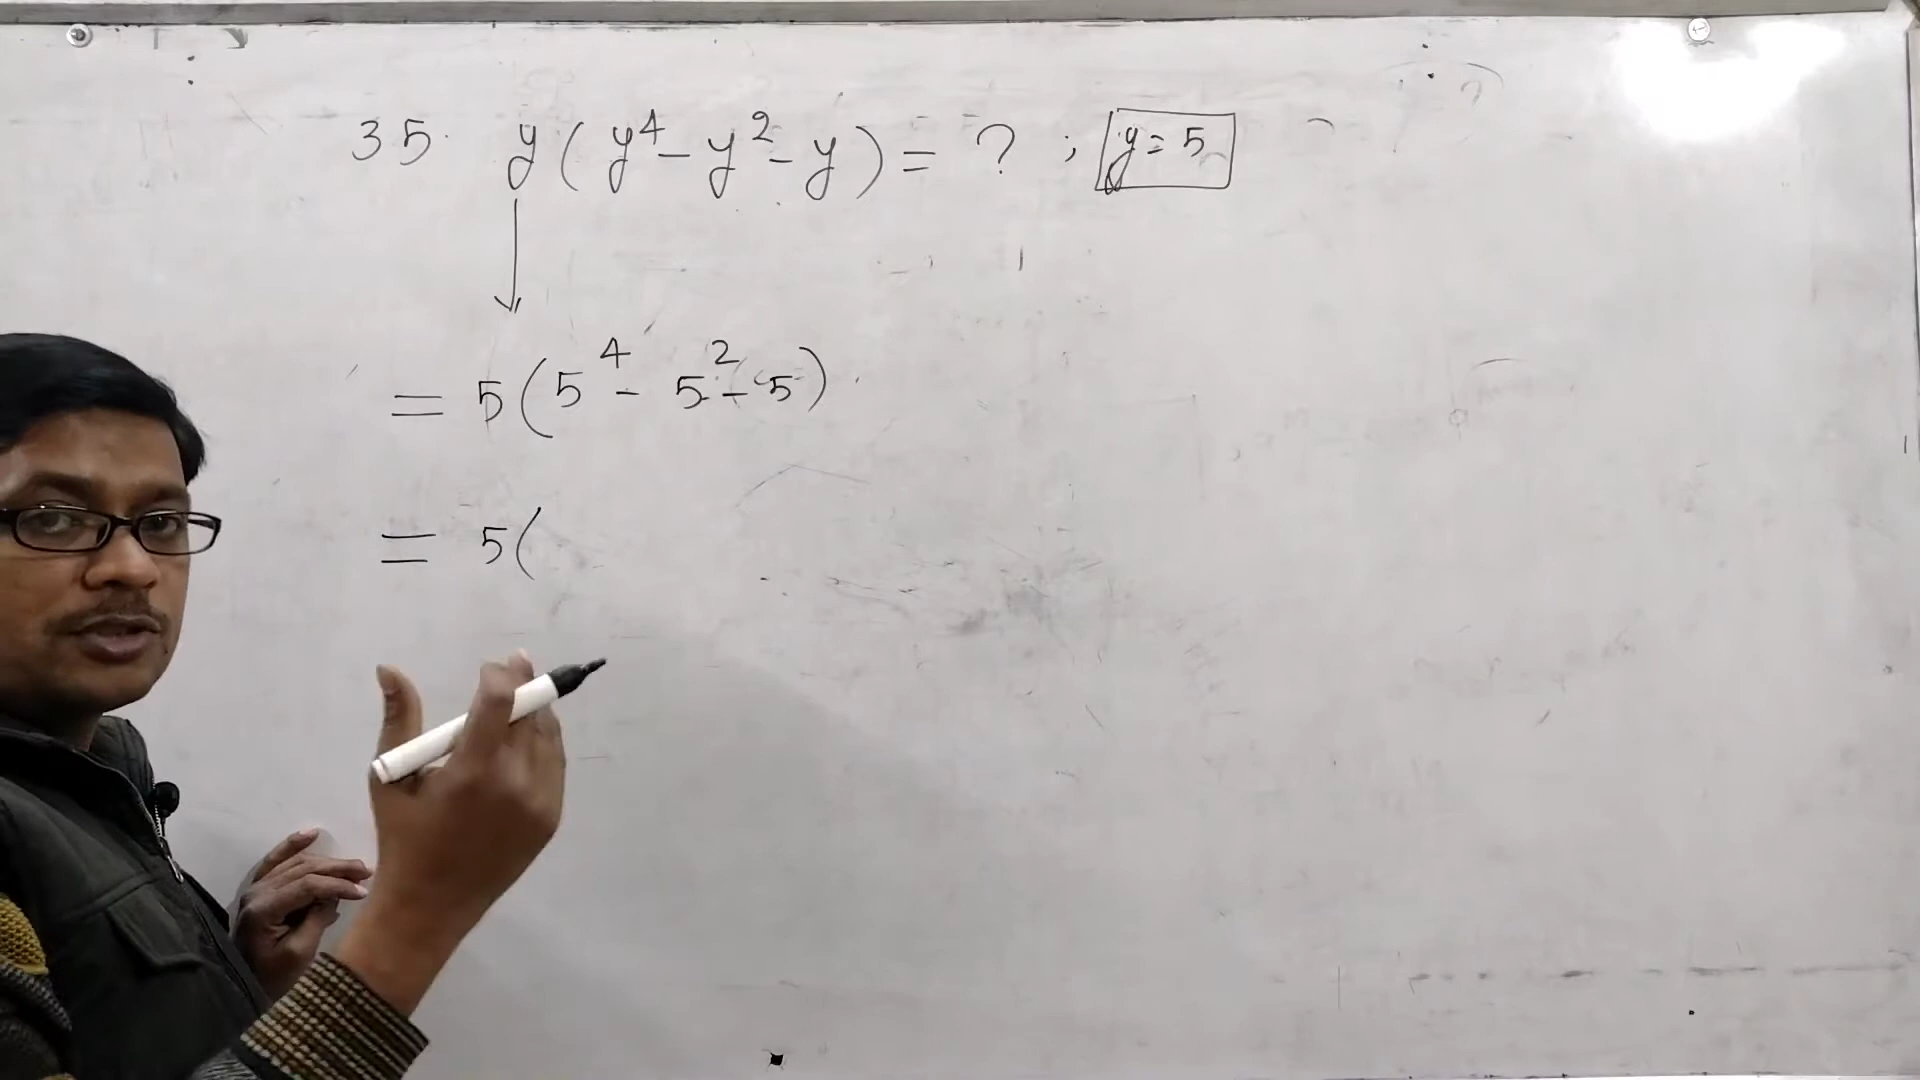 35. y(y⁴-y²-y) = ? ; y = 5
= 5(5⁴ - 5² - 5)
= 5(